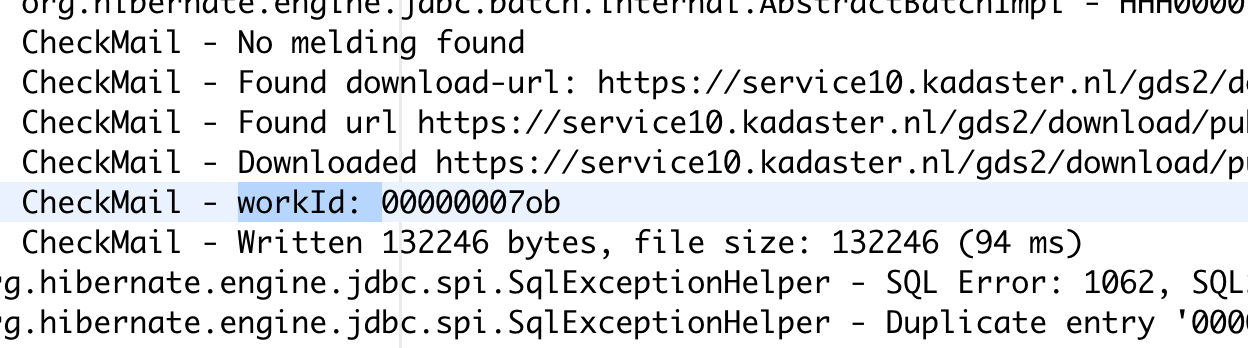 org.hibernate.engine.jdbc.batch.internal.AbstractBatchImpl - HHH0000
CheckMail - No melding found
CheckMail - Found download-url: https://service10.kadaster.nl/gds2/d
CheckMail - Found url https://service10.kadaster.nl/gds2/download/pu
CheckMail - Downloaded https://service10.kadaster.nl/gds2/download/p
CheckMail - workId: 00000007ob
CheckMail - Written 132246 bytes, file size: 132246 (94 ms)
rg.hibernate.engine.jdbc.spi.SqlExceptionHelper - SQL Error: 1062, SQL
rg.hibernate.engine.jdbc.spi.SqlExceptionHelper - Duplicate entry '000